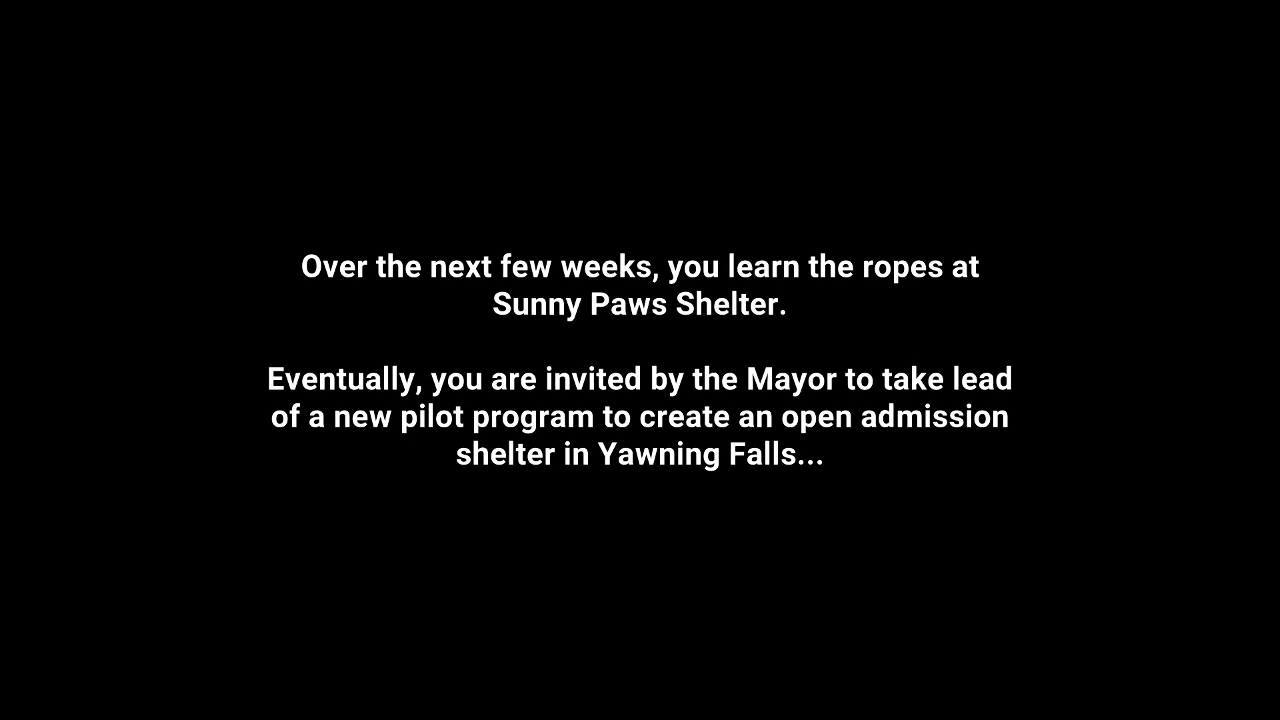 Over the next few weeks, you learn the ropes at
Sunny Paws Shelter.
Eventually, you are invited by the Mayor to take lead
of a new pilot program to create an open admission
shelter in Yawning Falls...